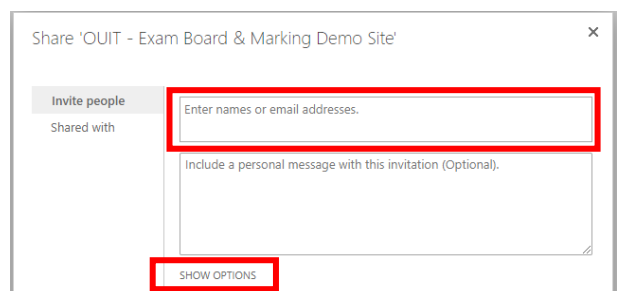 Share 'OUIT - Exam Board & Marking Demo Site'
Invite people
Shared with
Enter names or email addresses.
Include a personal message with this invitation (Optional).
SHOW OPTIONS